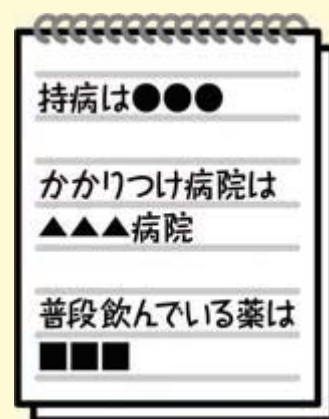 持病は●●●
かかりつけ病院は
▲▲▲病院
普段飲んでいる薬は
■■■